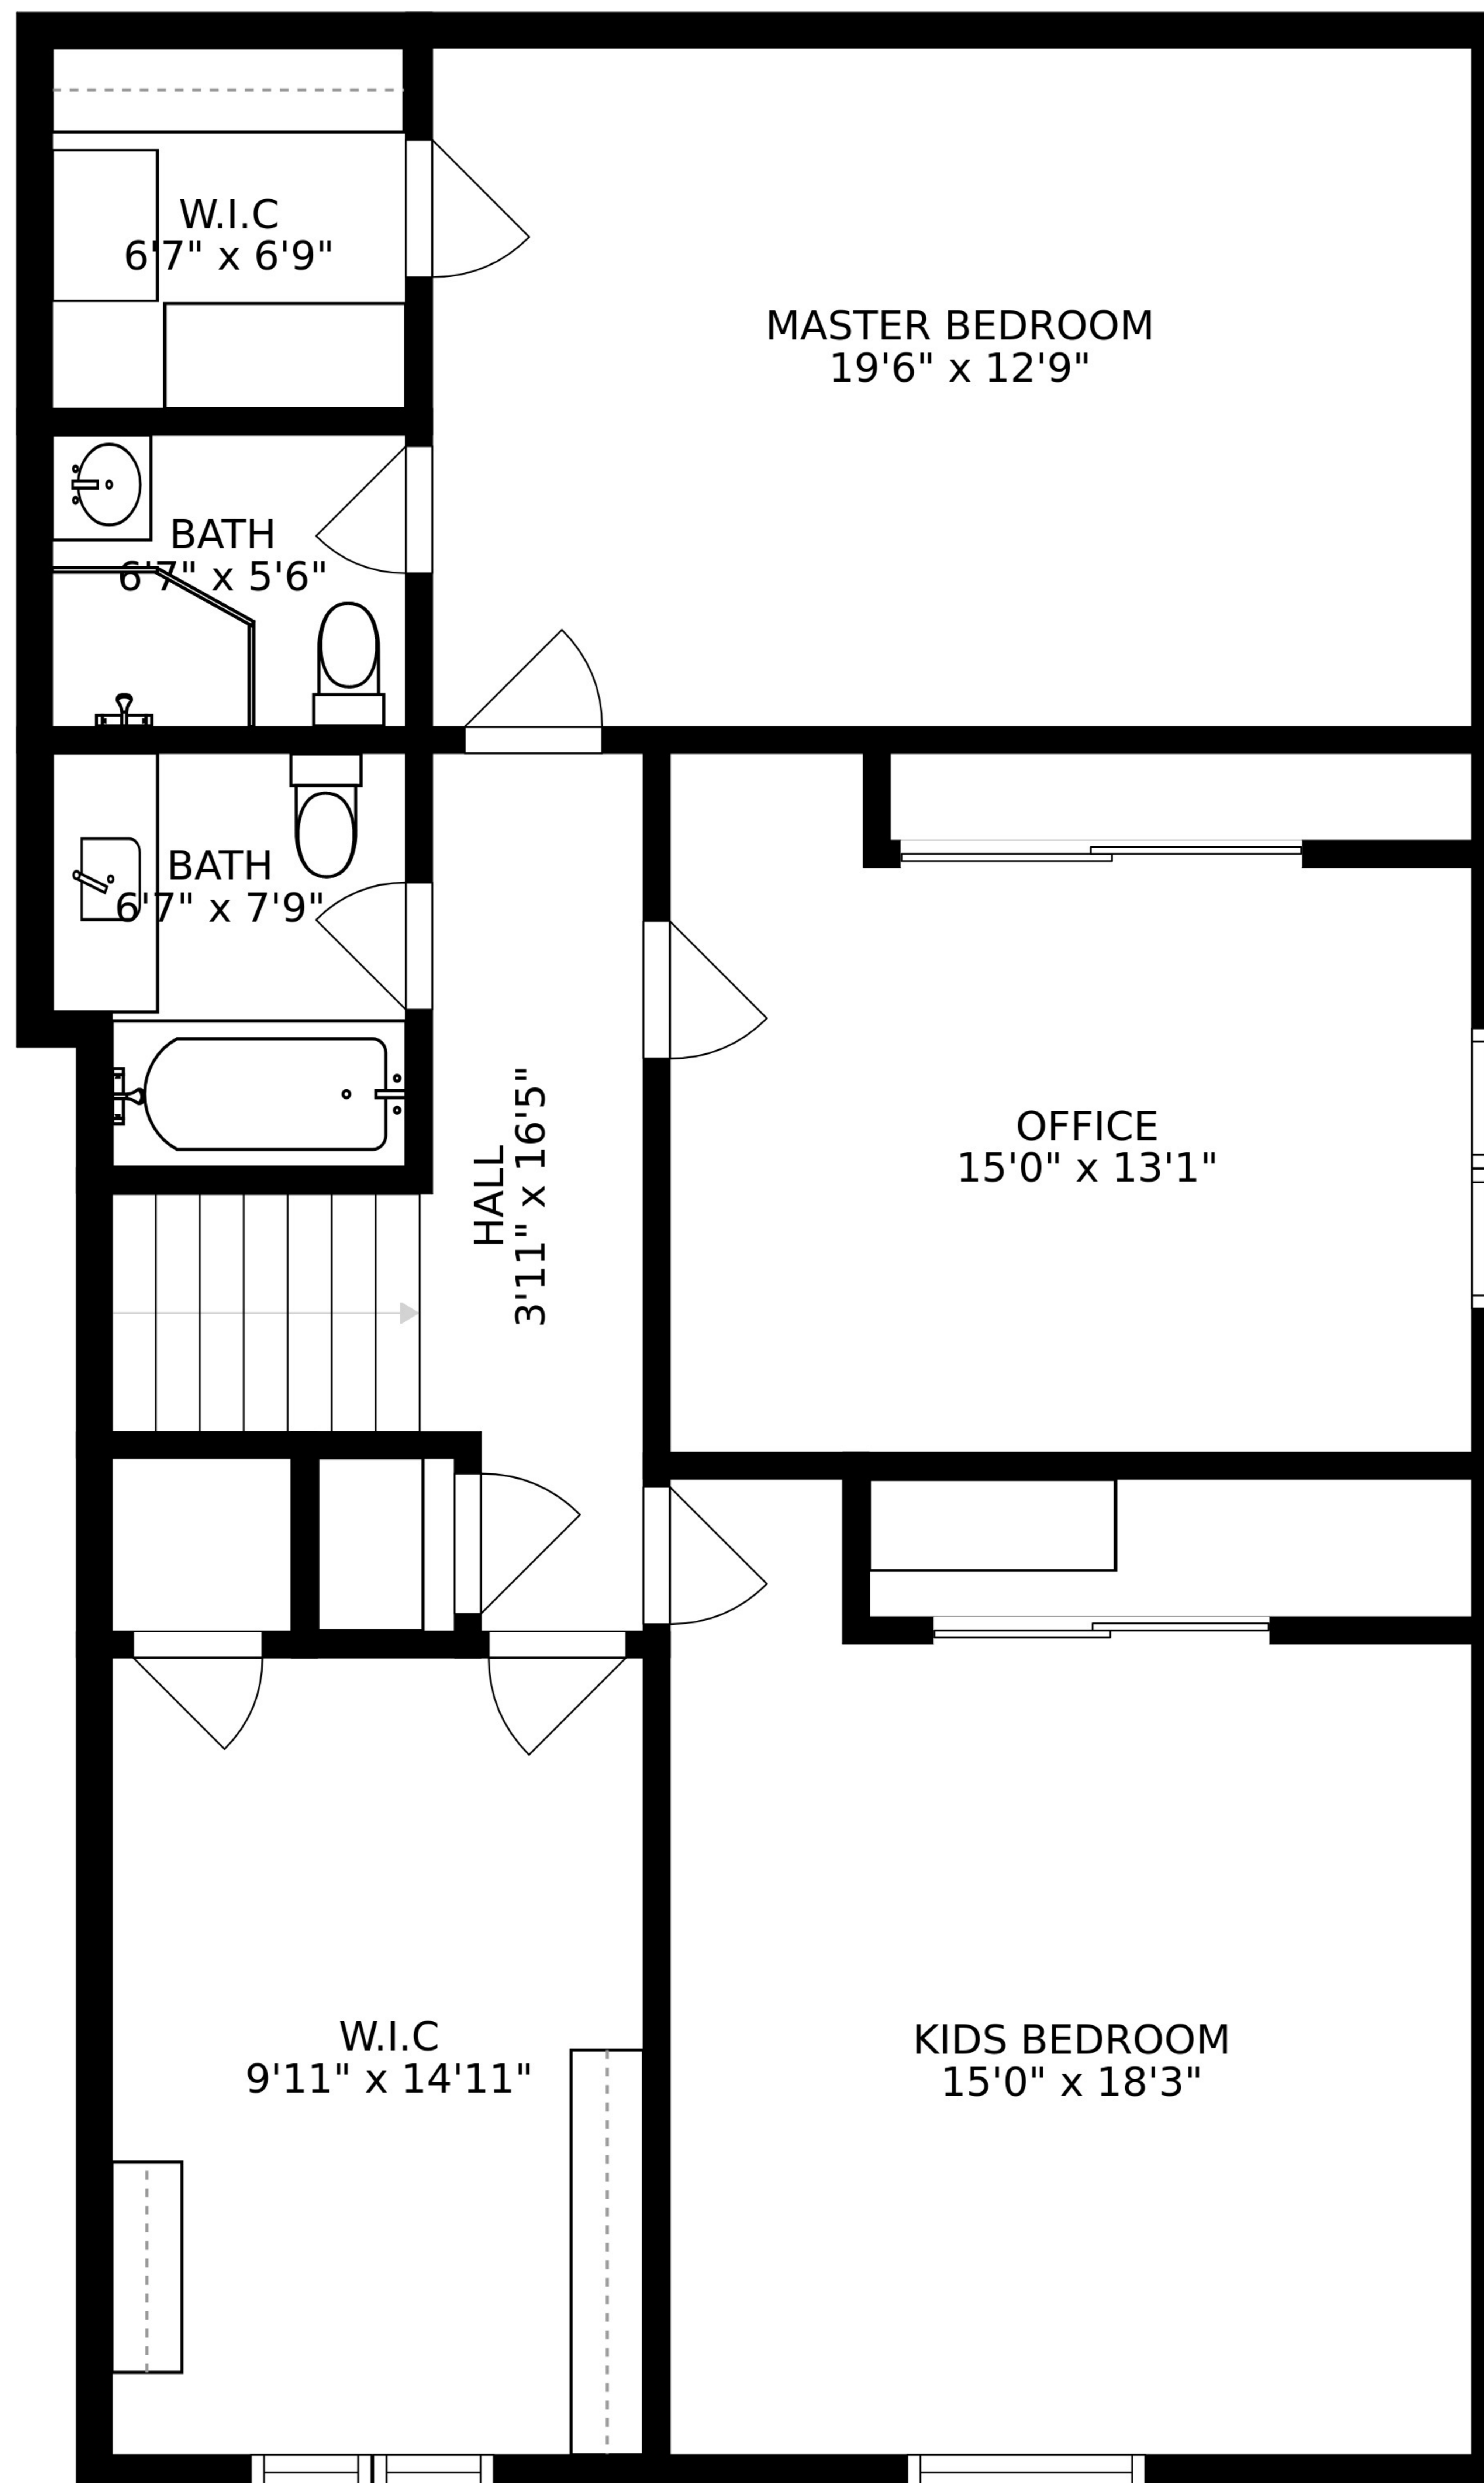 W.I.C
6'7" x 6'9"
MASTER BEDROOM
19'6" x 12'9"
BATH
6'7" x 5'6"
BATH
6'7" x 7'9"
HALL
3'11" x 16'5"
OFFICE
15'0" x 13'1"
W.I.C
9'11" x 14'11"
KIDS BEDROOM
15'0" x 18'3"